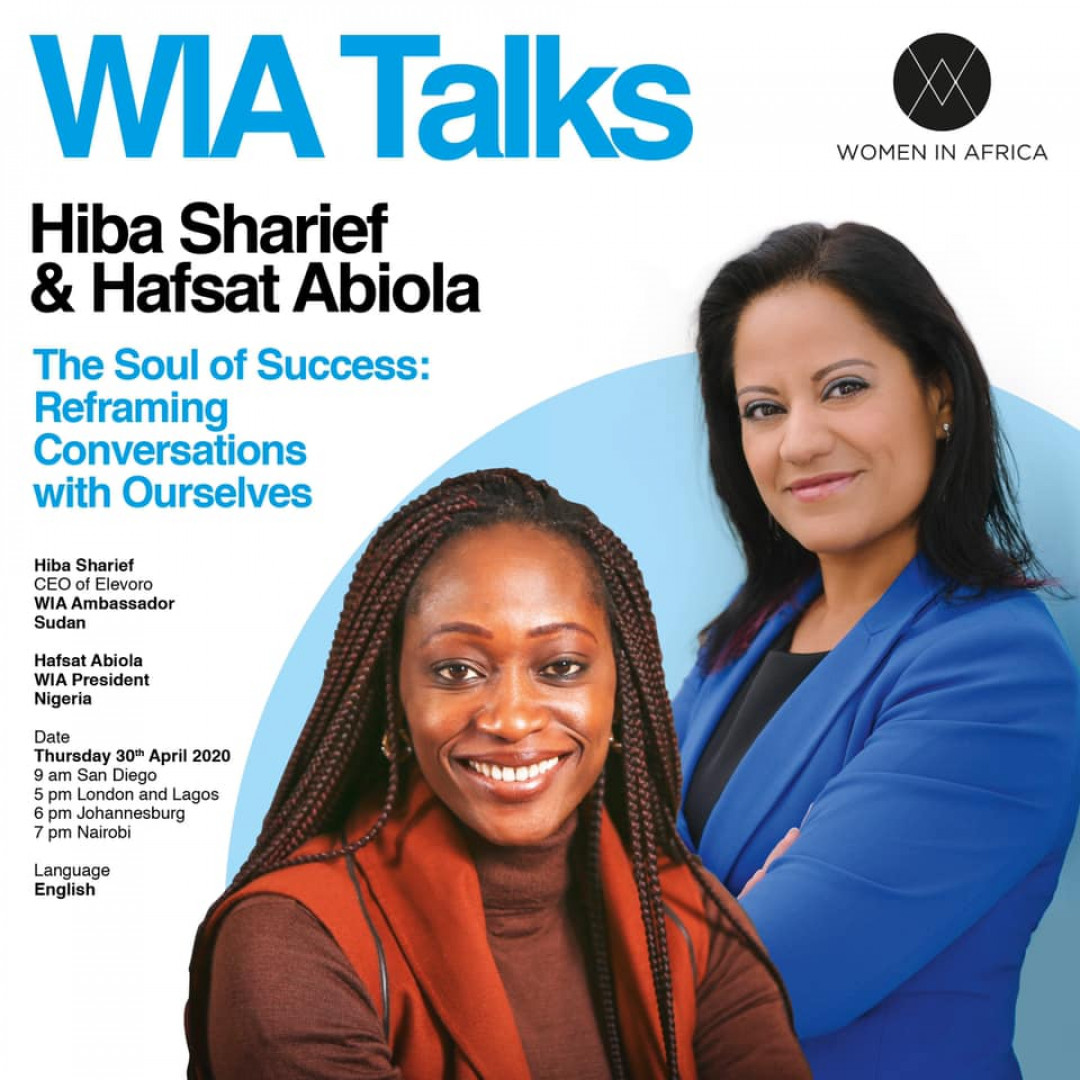 WIA Talks
WOMEN IN AFRICA
Hiba Sharief
& Hafsat Abiola
The Soul of Success:
Reframing
Conversations
with Ourselves
Hiba Sharief
CEO of Elevoro
WIA Ambassador
Sudan
Hafsat Abiola
WIA President
Nigeria
Date
Thursday 30th April 2020
9 am San Diego
5 pm London and Lagos
6 pm Johannesburg
7 pm Nairobi
Language
English